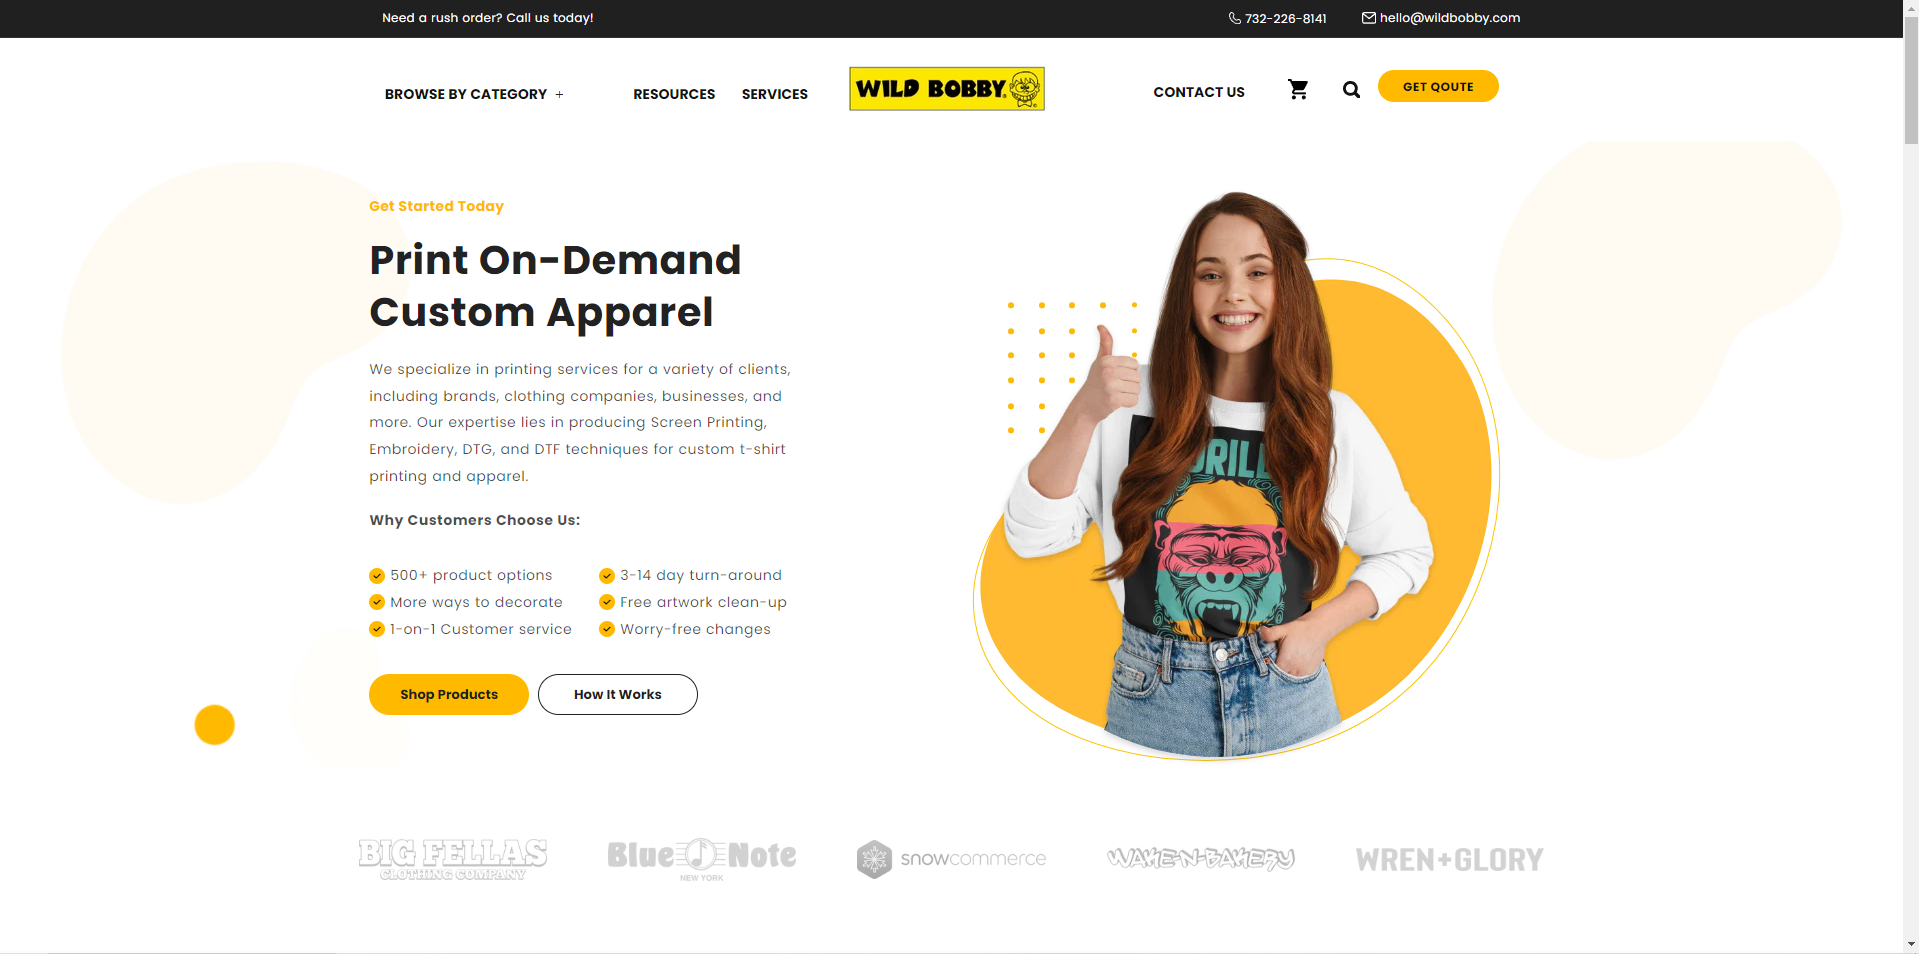 Need a rush order? Call us today!
732-226-8141
hello@wildbobby.com
BROWSE BY CATEGORY +
RESOURCES
SERVICES
WILD BOBBY
CONTACT US
GET QOUTE
Get Started Today
Print On-Demand
Custom Apparel
We specialize in printing services for a variety of clients,
including brands, clothing companies, businesses, and
more. Our expertise lies in producing Screen Printing,
Embroidery, DTG, and DTF techniques for custom t-shirt
printing and apparel.
Why Customers Choose Us:
500+ product options
3-14 day turn-around
More ways to decorate
Free artwork clean-up
1-on-1 Customer service
Worry-free changes
Shop Products
How It Works
BIG FELLAS
CLOTHING COMPANY
Blue Note
NEW YORK
snowcommerce
WAKE-N-BAKERY
WREN+GLORY